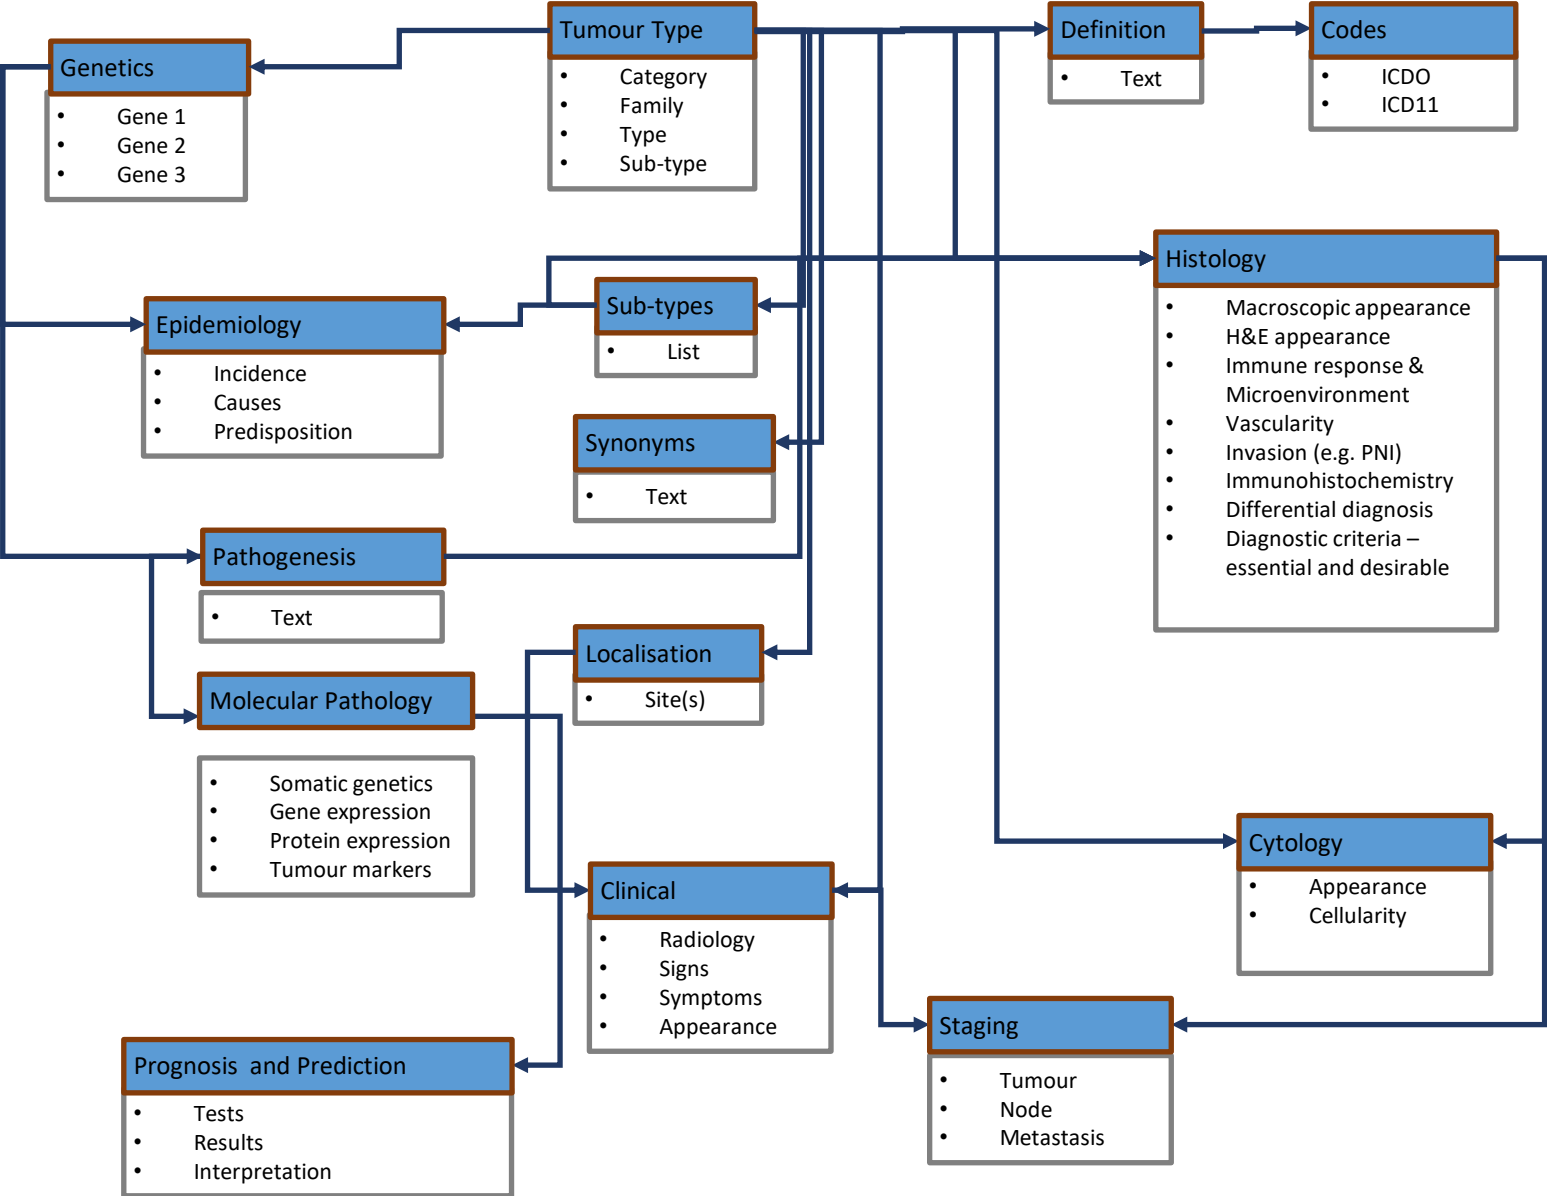 Tumour Type
• Category
• Family
• Type
• Sub-type
Definition
• Text
Codes
• ICDO
• ICD11
Genetics
• Gene 1
• Gene 2
• Gene 3
Histology
• Macroscopic appearance
• H&E appearance
• Immune response &
Microenvironment
• Vascularity
• Invasion (e.g. PNI)
• Immunohistochemistry
• Differential diagnosis
• Diagnostic criteria –
essential and desirable
Sub-types
• List
Epidemiology
• Incidence
• Causes
• Predisposition
Synonyms
• Text
Pathogenesis
• Text
Localisation
• Site(s)
Molecular Pathology
• Somatic genetics
• Gene expression
• Protein expression
• Tumour markers
Cytology
• Appearance
• Cellularity
Clinical
• Radiology
• Signs
• Symptoms
• Appearance
Staging
• Tumour
• Node
• Metastasis
Prognosis and Prediction
• Tests
• Results
• Interpretation